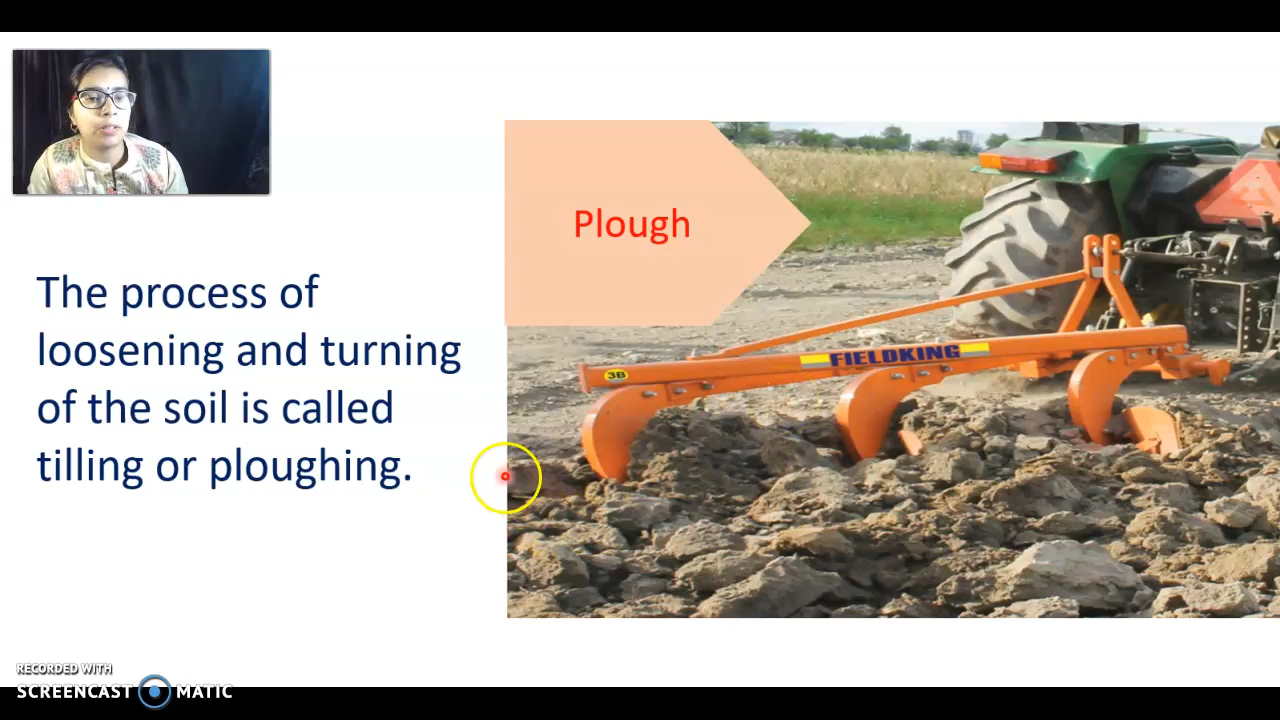 Plough
The process of
loosening and turning
of the soil is called
tilling or ploughing.
FIELDKING
3B
RECORDED WITH
SCREENCAST MATIC